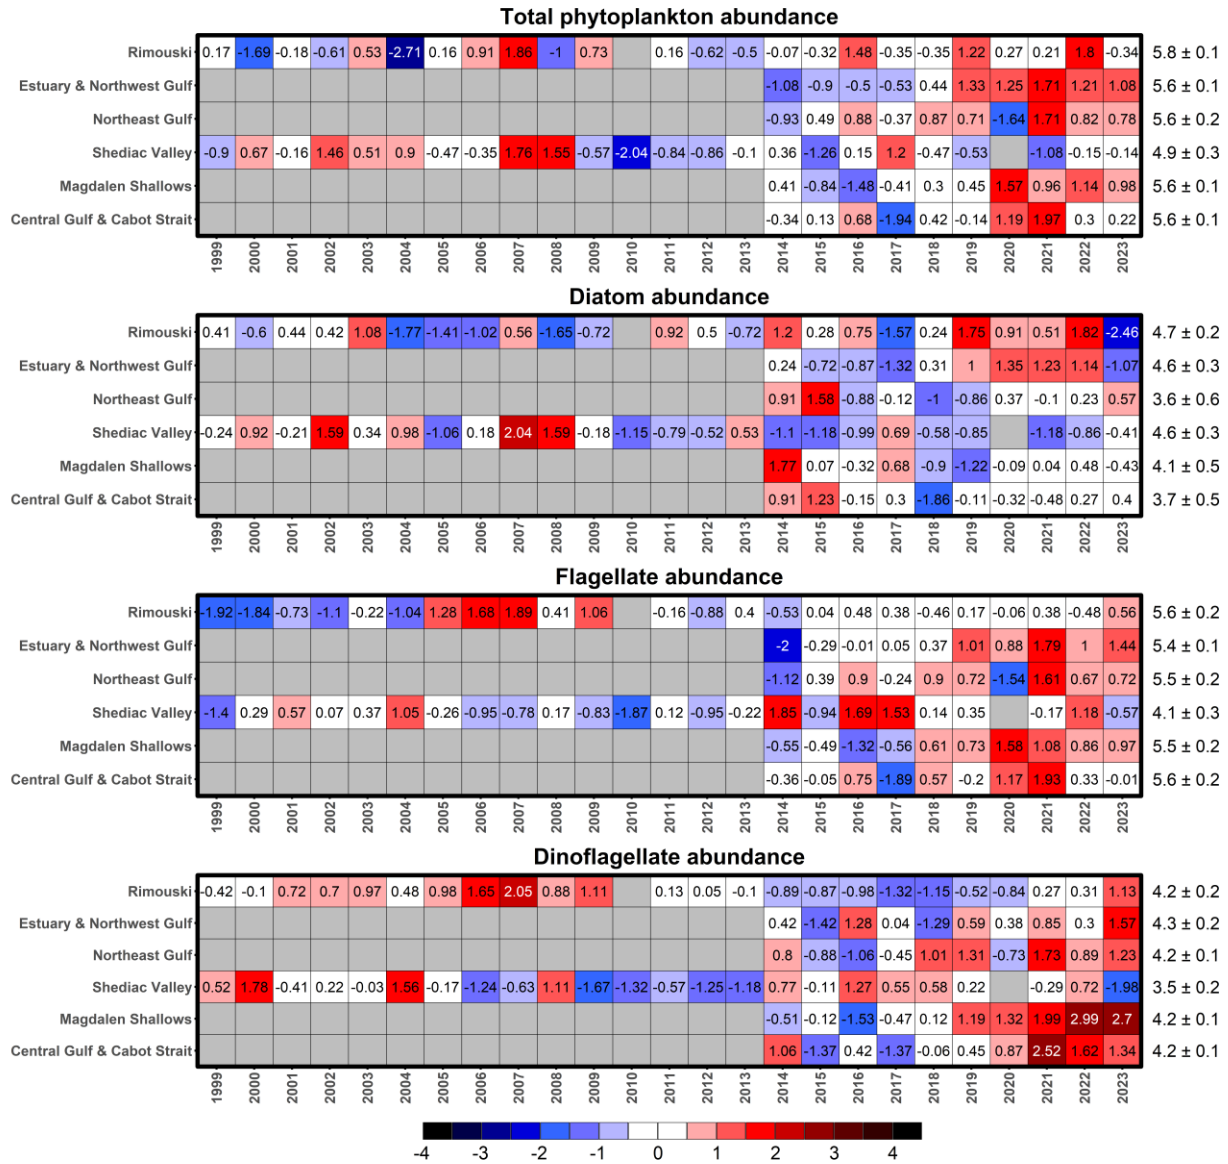 Total phytoplankton abundance
Rimouski 0.17 -1.69 -0.18 -0.61 0.53 -2.71 0.16 0.91 1.86 -1 0.73 0.16 -0.62 -0.5 -0.07 -0.32 1.48 -0.35 -0.35 1.22 0.27 0.21 1.8 -0.34 5.8 ± 0.1
Estuary & Northwest Gulf -1.08 -0.9 -0.5 -0.53 0.44 1.33 1.25 1.71 1.21 1.08 5.6 ± 0.1
Northeast Gulf -0.93 0.49 0.88 -0.37 0.87 0.71 -1.64 1.71 0.82 0.78 5.6 ± 0.2
Shediac Valley -0.9 0.67 -0.16 1.46 0.51 0.9 -0.47 -0.35 1.76 1.55 -0.57 -2.04 -0.84 -0.86 -0.1 0.36 -1.26 0.15 1.2 -0.47 -0.53 -1.08 -0.15 -0.14 4.9 ± 0.3
Magdalen Shallows 0.41 -0.84 -1.48 -0.41 0.3 0.45 1.57 0.96 1.14 0.98 5.6 ± 0.1
Central Gulf & Cabot Strait -0.34 0.13 0.68 -1.94 0.42 -0.14 1.19 1.97 0.3 0.22 5.6 ± 0.1
1999 2000 2001 2002 2003 2004 2005 2006 2007 2008 2009 2010 2011 2012 2013 2014 2015 2016 2017 2018 2019 2020 2021 2022 2023
Diatom abundance
Rimouski 0.41 -0.6 0.44 0.42 1.08 -1.77 -1.41 -1.02 0.56 -1.65 -0.72 0.92 0.5 -0.72 1.2 0.28 0.75 -1.57 0.24 1.75 0.91 0.51 1.82 -2.46 4.7 ± 0.2
Estuary & Northwest Gulf 0.24 -0.72 -0.87 -1.32 0.31 1 1.35 1.23 1.14 -1.07 4.6 ± 0.3
Northeast Gulf 0.91 1.58 -0.88 -0.12 -1 -0.86 0.37 -0.1 0.23 0.57 3.6 ± 0.6
Shediac Valley -0.24 0.92 -0.21 1.59 0.34 0.98 -1.06 0.18 2.04 1.59 -0.18 -1.15 -0.79 -0.52 0.53 -1.1 -1.18 -0.99 0.69 -0.58 -0.85 -1.18 -0.86 -0.41 4.6 ± 0.3
Magdalen Shallows 1.77 0.07 -0.32 0.68 -0.9 -1.22 -0.09 0.04 0.48 -0.43 4.1 ± 0.5
Central Gulf & Cabot Strait 0.91 1.23 -0.15 0.3 -1.86 -0.11 -0.32 -0.48 0.27 0.4 3.7 ± 0.5
1999 2000 2001 2002 2003 2004 2005 2006 2007 2008 2009 2010 2011 2012 2013 2014 2015 2016 2017 2018 2019 2020 2021 2022 2023
Flagellate abundance
Rimouski -1.92 -1.84 -0.73 -1.1 -0.22 -1.04 1.28 1.68 1.89 0.41 1.06 -0.16 -0.88 0.4 -0.53 0.04 0.48 0.38 -0.46 0.17 -0.06 0.38 -0.48 0.56 5.6 ± 0.2
Estuary & Northwest Gulf -2 -0.29 -0.01 0.05 0.37 1.01 0.88 1.79 1 1.44 5.4 ± 0.1
Northeast Gulf -1.12 0.39 0.9 -0.24 0.9 0.72 -1.54 1.61 0.67 0.72 5.5 ± 0.2
Shediac Valley -1.4 0.29 0.57 0.07 0.37 1.05 -0.26 -0.95 -0.78 0.17 -0.83 -1.87 0.12 -0.95 -0.22 1.85 -0.94 1.69 1.53 0.14 0.35 -0.17 1.18 -0.57 4.1 ± 0.3
Magdalen Shallows -0.55 -0.49 -1.32 -0.56 0.61 0.73 1.58 1.08 0.86 0.97 5.5 ± 0.2
Central Gulf & Cabot Strait -0.36 -0.05 0.75 -1.89 0.57 -0.2 1.17 1.93 0.33 -0.01 5.6 ± 0.2
1999 2000 2001 2002 2003 2004 2005 2006 2007 2008 2009 2010 2011 2012 2013 2014 2015 2016 2017 2018 2019 2020 2021 2022 2023
Dinoflagellate abundance
Rimouski -0.42 -0.1 0.72 0.7 0.97 0.48 0.98 1.65 2.05 0.88 1.11 0.13 0.05 -0.1 -0.89 -0.87 -0.98 -1.32 -1.15 -0.52 -0.84 0.27 0.31 1.13 4.2 ± 0.2
Estuary & Northwest Gulf 0.42 -1.42 1.28 0.04 -1.29 0.59 0.38 0.85 0.3 1.57 4.3 ± 0.2
Northeast Gulf 0.8 -0.88 -1.06 -0.45 1.01 1.31 -0.73 1.73 0.89 1.23 4.2 ± 0.1
Shediac Valley 0.52 1.78 -0.41 0.22 -0.03 1.56 -0.17 -1.24 -0.63 1.11 -1.67 -1.32 -0.57 -1.25 -1.18 0.77 -0.11 1.27 0.55 0.58 0.22 -0.29 0.72 -1.98 3.5 ± 0.2
Magdalen Shallows -0.51 -0.12 -1.53 -0.47 0.12 1.19 1.32 1.99 2.99 2.7 4.2 ± 0.1
Central Gulf & Cabot Strait 1.06 -1.37 0.42 -1.37 -0.06 0.45 0.87 2.52 1.62 1.34 4.2 ± 0.1
1999 2000 2001 2002 2003 2004 2005 2006 2007 2008 2009 2010 2011 2012 2013 2014 2015 2016 2017 2018 2019 2020 2021 2022 2023
-4 -3 -2 -1 0 1 2 3 4